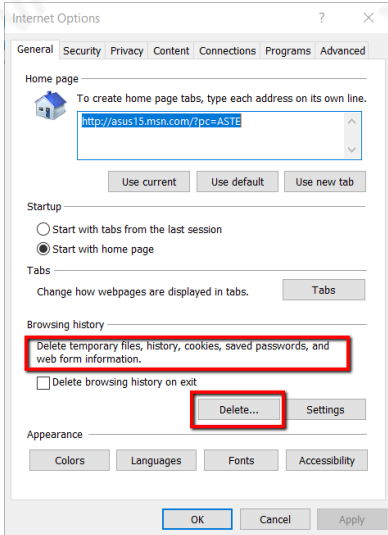 Internet Options ? ×
General Security Privacy Content Connections Programs Advanced
Home page
To create home page tabs, type each address on its own line.
http://asus15.msn.com/?pc=ASTE
Use current Use default Use new tab
Startup
Start with tabs from the last session
Start with home page
Tabs
Change how webpages are displayed in tabs. Tabs
Browsing history
Delete temporary files, history, cookies, saved passwords, and
web form information.
Delete browsing history on exit
Delete... Settings
Appearance
Colors Languages Fonts Accessibility
OK Cancel Apply